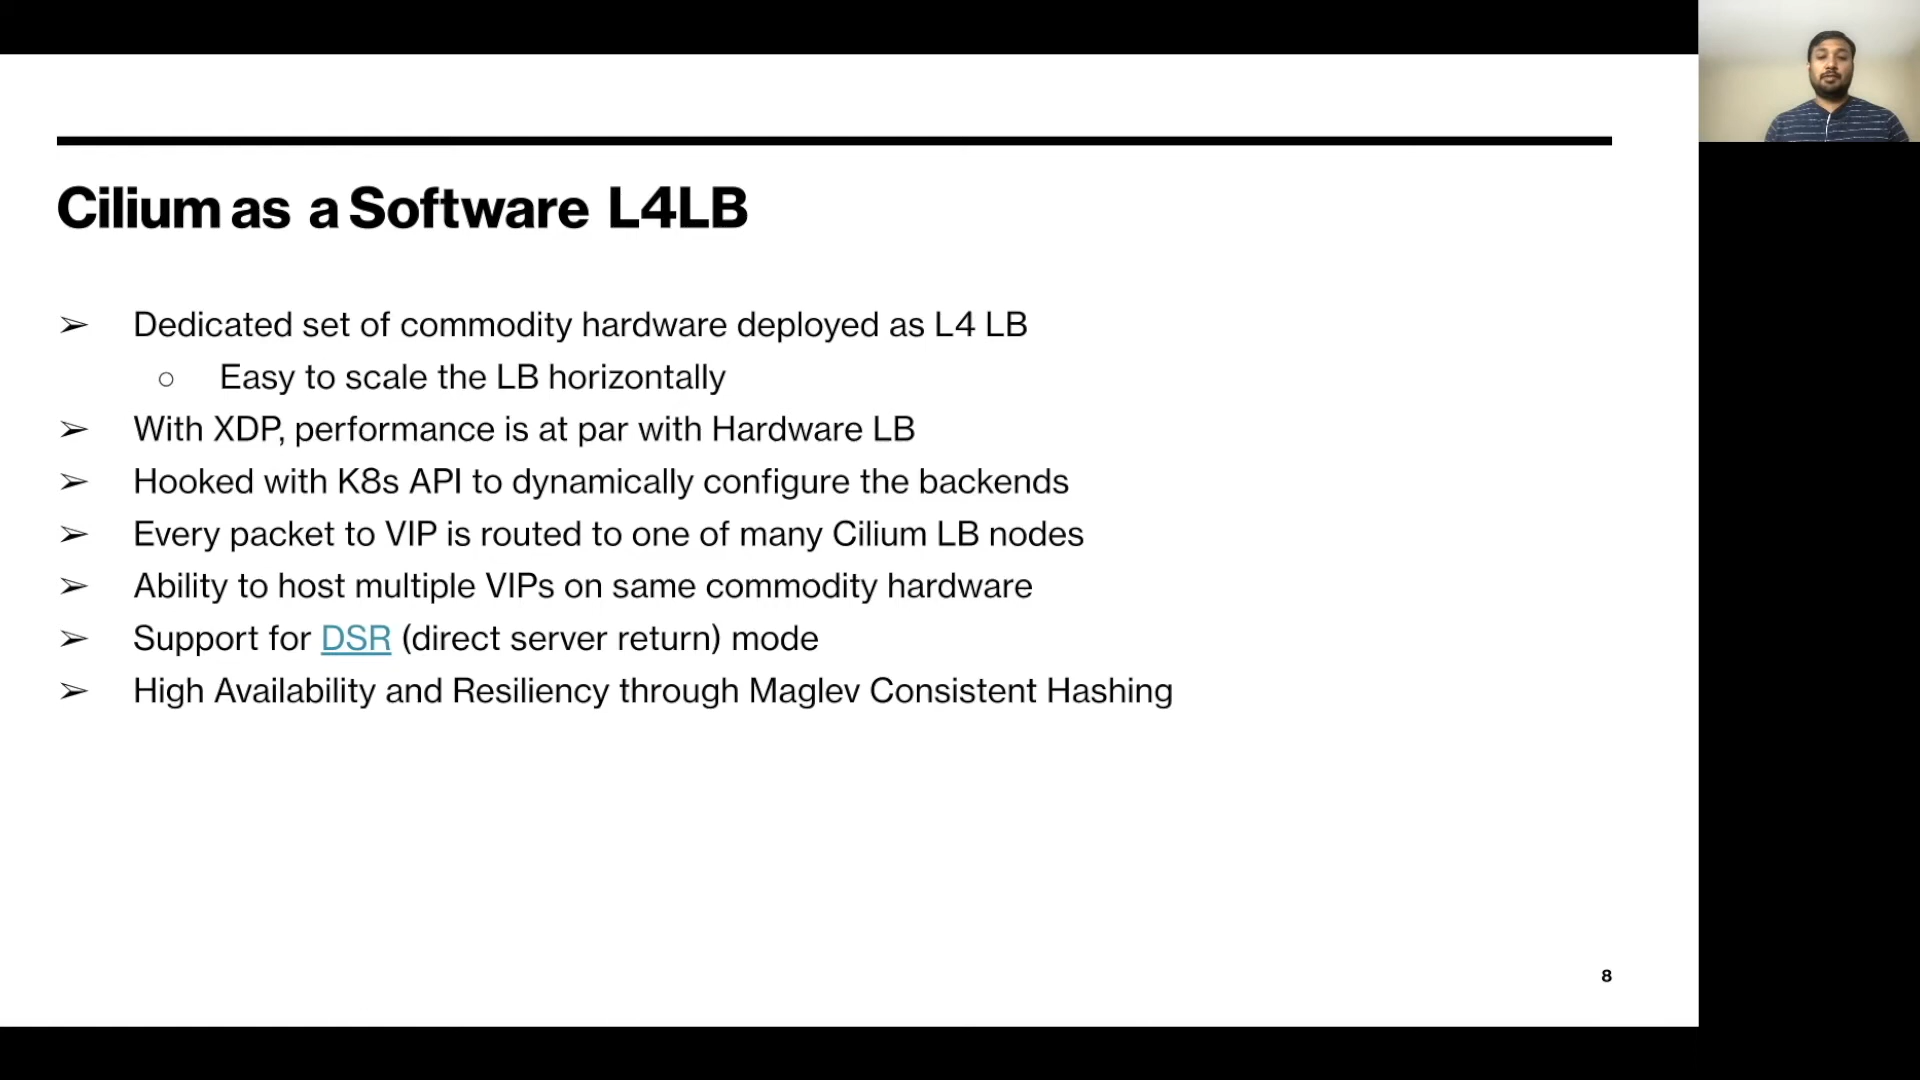 Cilium as a Software L4LB
➢ Dedicated set of commodity hardware deployed as L4 LB
○ Easy to scale the LB horizontally
➢ With XDP, performance is at par with Hardware LB
➢ Hooked with K8s API to dynamically configure the backends
➢ Every packet to VIP is routed to one of many Cilium LB nodes
➢ Ability to host multiple VIPs on same commodity hardware
➢ Support for DSR (direct server return) mode
➢ High Availability and Resiliency through Maglev Consistent Hashing
8